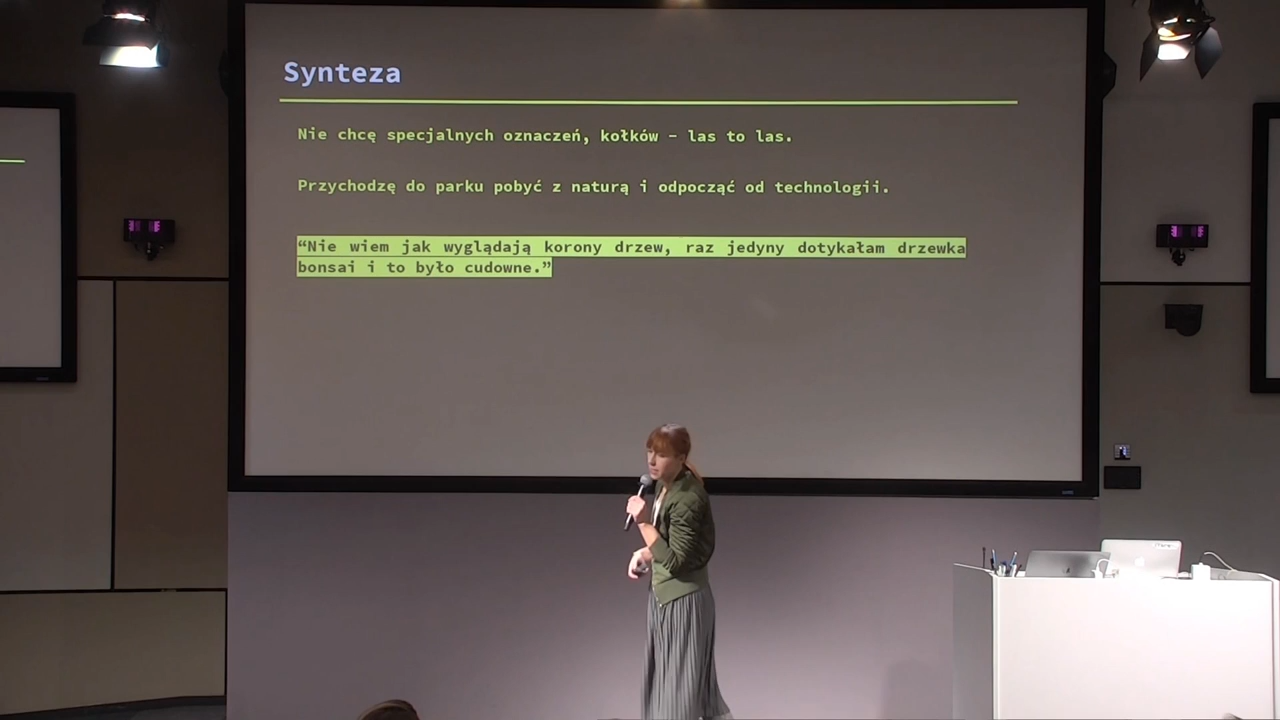 Synteza
Nie chcę specjalnych oznaczeń, kołków – las to las.
Przychodzę do parku pobyć z naturą i odpocząć od technologii.
“Nie wiem jak wyglądają korony drzew, raz jedyny dotykałam drzewka
bonsai i to było cudowne.”